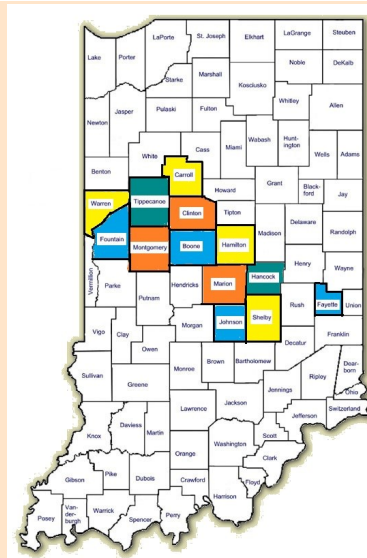 LaPorte
St. Joseph
Elkhart
LaGrange
Steuben
Lake
Porter
Noble
DeKalb
Starke
Marshall
Kosciusko
Whitley
Allen
Newton
Jasper
Pulaski
Fulton
Miami
Wabash
Hunt-
ington
Wells
Adams
Cass
White
Benton
Carroll
Howard
Grant
Black-
ford
Jay
Warren
Tippecanoe
Clinton
Tipton
Delaware
Randolph
Fountain
Montgomery
Boone
Hamilton
Madison
Henry
Wayne
Vermillion
Parke
Putnam
Hendricks
Marion
Hancock
Rush
Fayette
Union
Johnson
Shelby
Franklin
Vigo
Clay
Owen
Morgan
Decatur
Dear-
born
Sullivan
Greene
Monroe
Brown
Bartholomew
Jennings
Ripley
Ohio
Switzerland
Jefferson
Lawrence
Jackson
Knox
Daviess
Martin
Orange
Washington
Scott
Clark
Gibson
Pike
Dubois
Crawford
Floyd
Harrison
Posey
Van-
der-
burgh
Warrick
Spencer
Perry